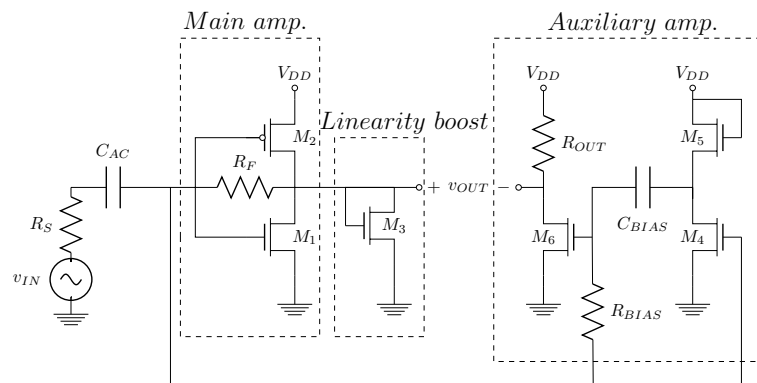 Main amp.
Auxiliary amp.
V_DD
V_DD
V_DD
Linearity boost
M_2
M_5
R_OUT
C_AC
R_F
+ v_OUT −
R_S
M_1
M_3
M_6
C_BIAS
M_4
v_IN
R_BIAS